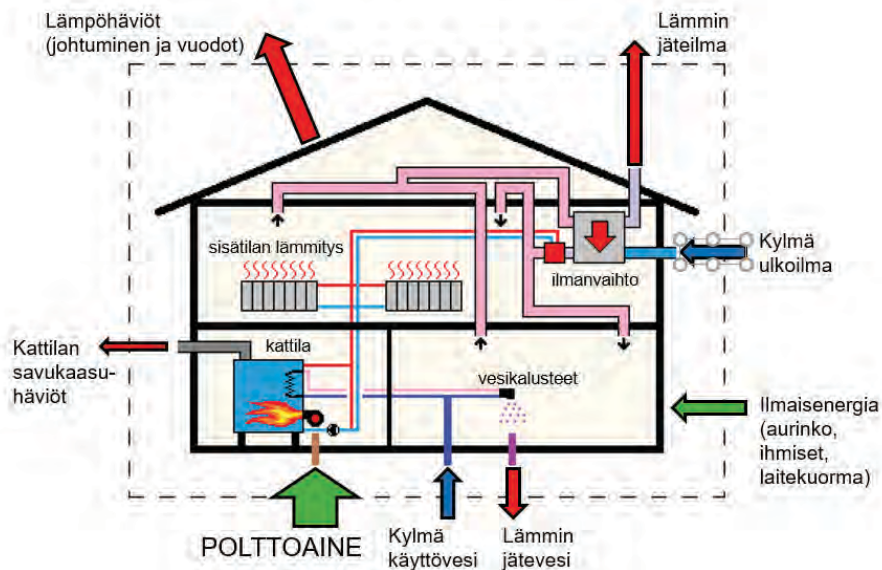 Lämpöhäviöt
(johtuminen ja vuodot)
Lämmin
jäteilma
sisätilan lämmitys
ilmanvaihto
Kylmä
ulkoilma
Kattilan
savukaasu-
häviöt
kattila
vesikalusteet
Ilmaisenergia
(aurinko,
ihmiset,
laitekuorma)
POLTTOAINE
Kylmä
käyttövesi
Lämmin
jätevesi